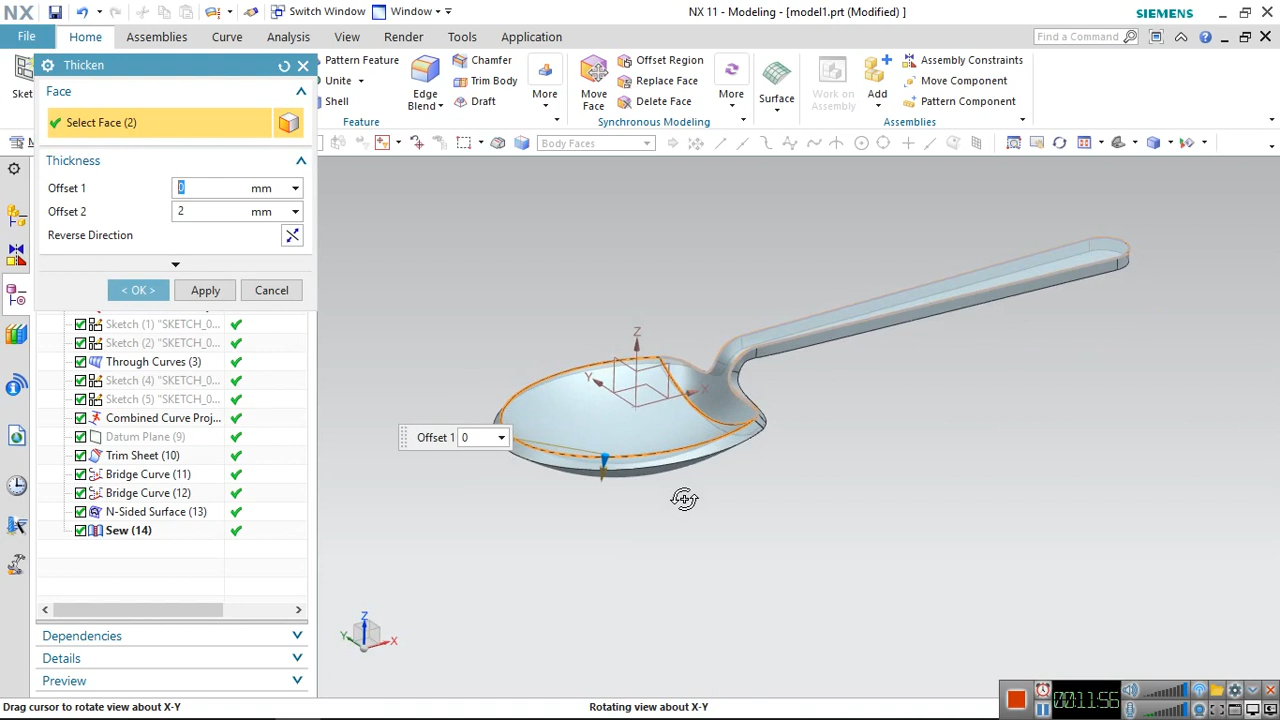 NX
Switch Window
Window
NX 11 - Modeling - [model1.prt (Modified) ]
SIEMENS
File
Home
Assemblies
Curve
Analysis
View
Render
Tools
Application
Find a Command
Thicken
Face
Select Face (2)
Thickness
Offset 1
0
mm
Offset 2
2
mm
Reverse Direction
< OK >
Apply
Cancel
Pattern Feature
Unite
Shell
Edge
Blend
Chamfer
Trim Body
Draft
More
Feature
Move
Face
Offset Region
Replace Face
Delete Face
More
Synchronous Modeling
Surface
Work on
Assembly
Add
Assembly Constraints
Move Component
Pattern Component
Assemblies
Body Faces
Sketch (1) "SKETCH_0...
Sketch (2) "SKETCH_0...
Through Curves (3)
Sketch (4) "SKETCH_0...
Sketch (5) "SKETCH_0...
Combined Curve Proj...
Datum Plane (9)
Trim Sheet (10)
Bridge Curve (11)
Bridge Curve (12)
N-Sided Surface (13)
Sew (14)
Dependencies
Details
Preview
Z
Y
X
Offset 1
0
Z
Y
X
Drag cursor to rotate view about X-Y
Rotating view about X-Y
00:11:56